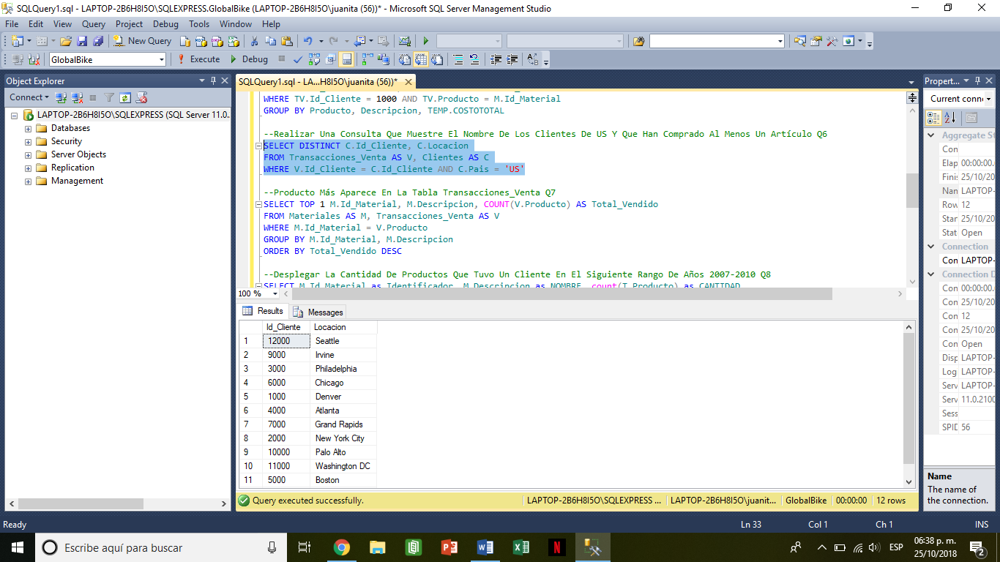 SQLQuery1.sql - LAPTOP-2B6H8I5O\SQLEXPRESS.GlobalBike (LAPTOP-2B6H8I5O\juanita (56))* - Microsoft SQL Server Management Studio
File Edit View Query Project Debug Tools Window Help
New Query
GlobalBike Execute Debug
Object Explorer
Connect
LAPTOP-2B6H8I5O\SQLEXPRESS (SQL Server 11.0.
Databases
Security
Server Objects
Replication
Management
SQLQuery1.sql - LA...H8I5O\juanita (56))*
WHERE TV.Id_Cliente = 1000 AND TV.Producto = M.Id_Material
GROUP BY Producto, Descripcion, TEMP.COSTOTOTAL
--Realizar Una Consulta Que Muestre El Nombre De Los Clientes De US Y Que Han Comprado Al Menos Un Artículo Q6
SELECT DISTINCT C.Id_Cliente, C.Locacion
FROM Transacciones_Venta AS V, Clientes AS C
WHERE V.Id_Cliente = C.Id_Cliente AND C.Pais = 'US'
--Producto Más Aparece En La Tabla Transacciones_Venta Q7
SELECT TOP 1 M.Id_Material, M.Descripcion, COUNT(V.Producto) AS Total_Vendido
FROM Materiales AS M, Transacciones_Venta AS V
WHERE M.Id_Material = V.Producto
GROUP BY M.Id_Material, M.Descripcion
ORDER BY Total_Vendido DESC
--Desplegar La Cantidad De Productos Que Tuvo Un Cliente En El Siguiente Rango De Años 2007-2010 Q8
SELECT M.Id_Material as Identificador, M.Descripcion as NOMBRE, count(T.Producto) as CANTIDAD
100 %
Results Messages
Id_Cliente Locacion
1 12000 Seattle
2 9000 Irvine
3 3000 Philadelphia
4 6000 Chicago
5 1000 Denver
6 4000 Atlanta
7 7000 Grand Rapids
8 2000 New York City
9 10000 Palo Alto
10 11000 Washington DC
11 5000 Boston
Query executed successfully. LAPTOP-2B6H8I5O\SQLEXPRESS ... LAPTOP-2B6H8I5O\juanit... GlobalBike 00:00:00 12 rows
Propert...
Current conn
Aggregate St
Con
Elap 00:00:00.
Finis 25/10/20
Nan LAPTOP-
Row 12
Star 25/10/20
Stat Open
Connection
Con LAPTOP-
Connection D
Con 00:00:00.
Con 25/10/20
Con 12
Con 25/10/20
Con Open
Disp LAPTOP-
Log LAPTOP-
Serv LAPTOP-
Serv 11.0.2100
Sess
SPID 56
Name
The name of
the connection.
Ready Ln 33 Col 1 Ch 1 INS
Escribe aquí para buscar
ESP
06:38 p. m.
25/10/2018
2